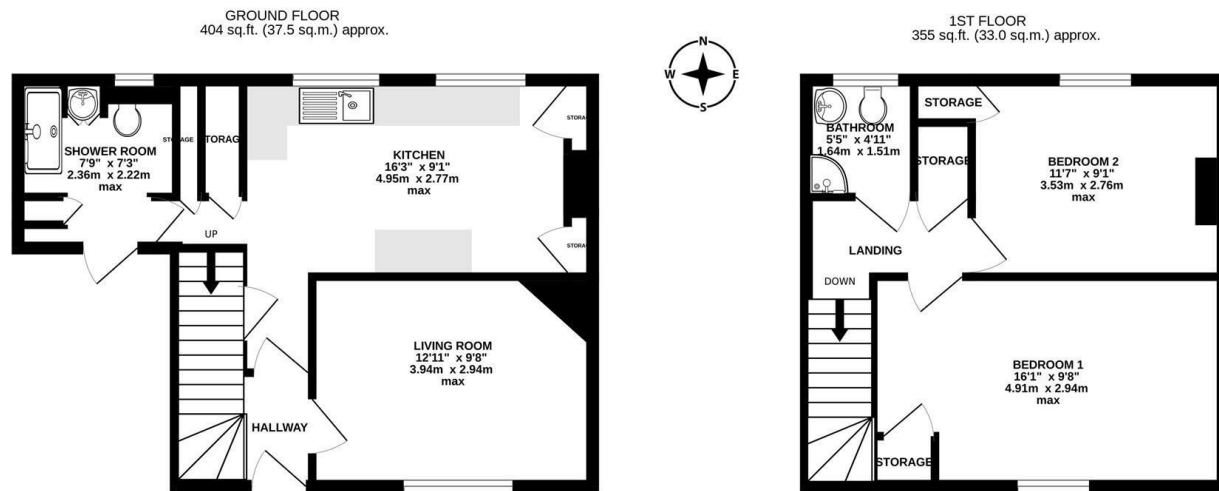 GROUND FLOOR
404 sq.ft. (37.5 sq.m.) approx.
1ST FLOOR
355 sq.ft. (33.0 sq.m.) approx.
N
W E
S
SHOWER ROOM
7'9" x 7'3"
2.36m x 2.22m
max
STORAGE
STORAG
KITCHEN
16'3" x 9'1"
4.95m x 2.77m
max
STORAG
STORAG
UP
LIVING ROOM
12'11" x 9'8"
3.94m x 2.94m
max
HALLWAY
BATHROOM
5'5" x 4'11"
1.64m x 1.51m
STORAGE
STORAGE
BEDROOM 2
11'7" x 9'1"
3.53m x 2.76m
max
LANDING
DOWN
BEDROOM 1
16'1" x 9'8"
4.91m x 2.94m
max
STORAGE